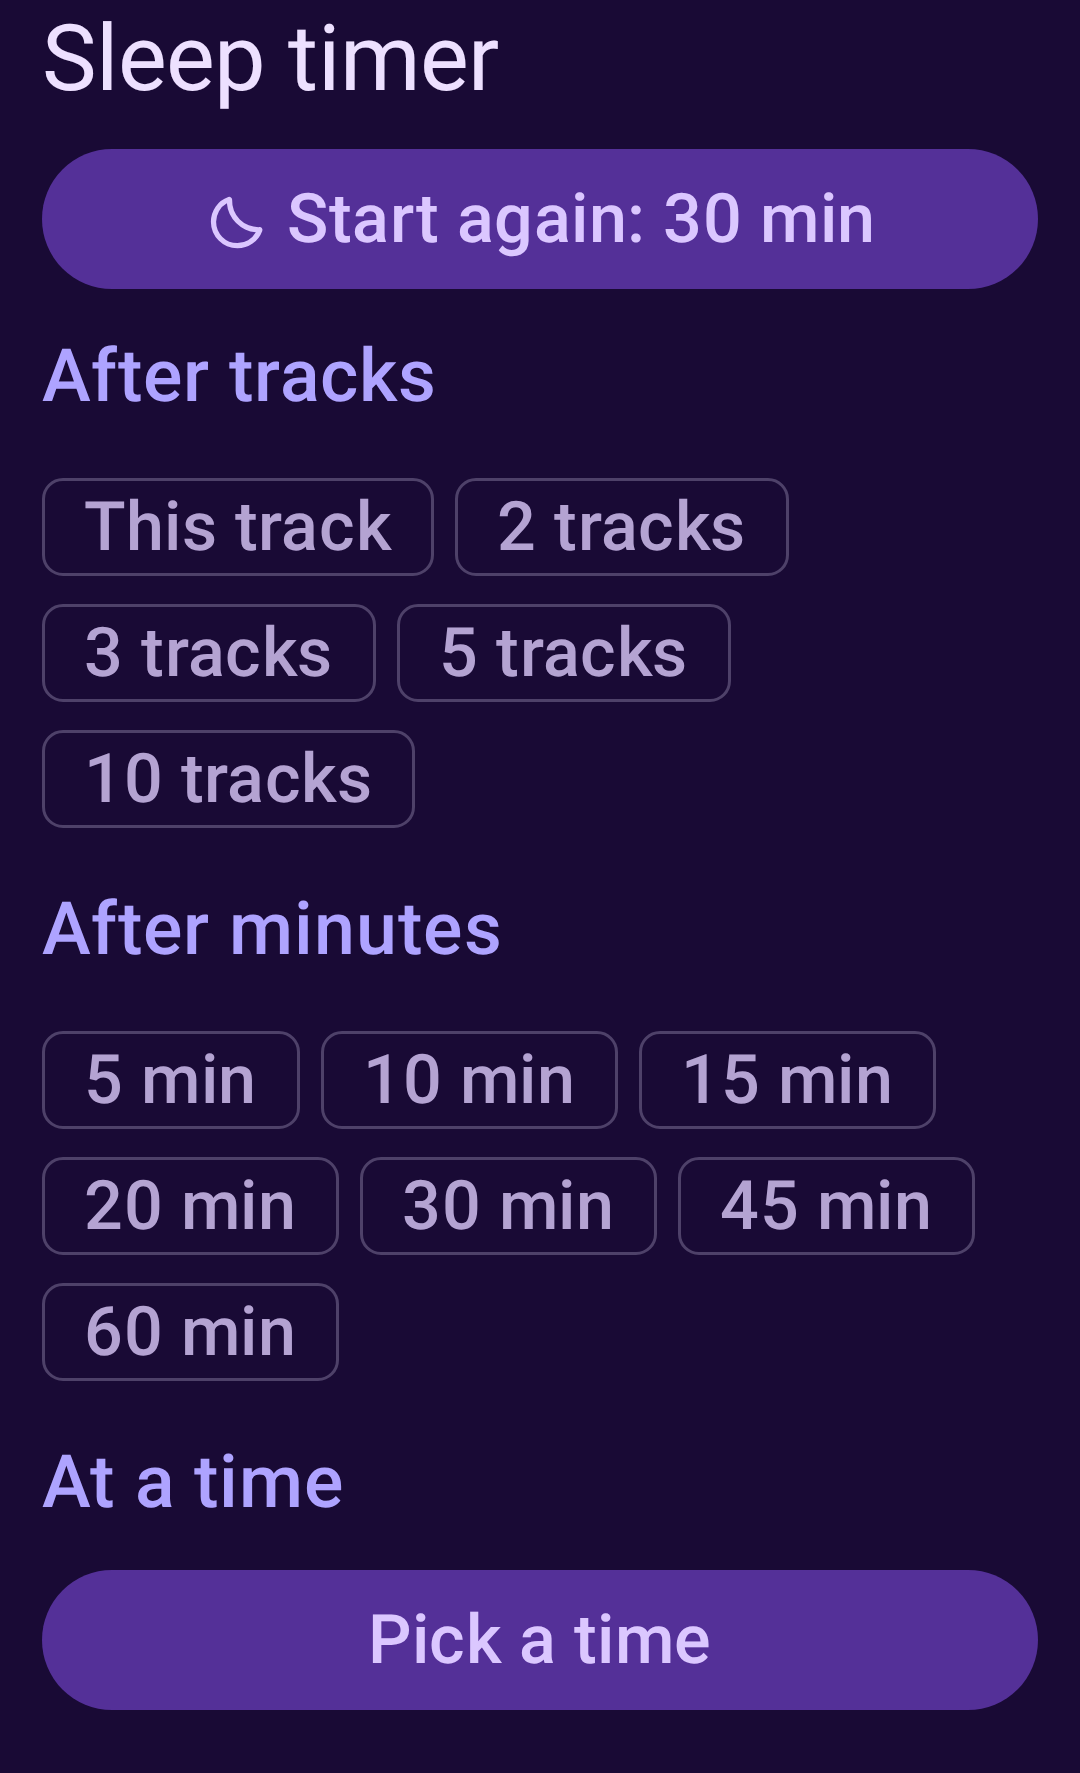 Sleep timer
Start again: 30 min
After tracks
This track 2 tracks
3 tracks 5 tracks
10 tracks
After minutes
5 min 10 min 15 min
20 min 30 min 45 min
60 min
At a time
Pick a time